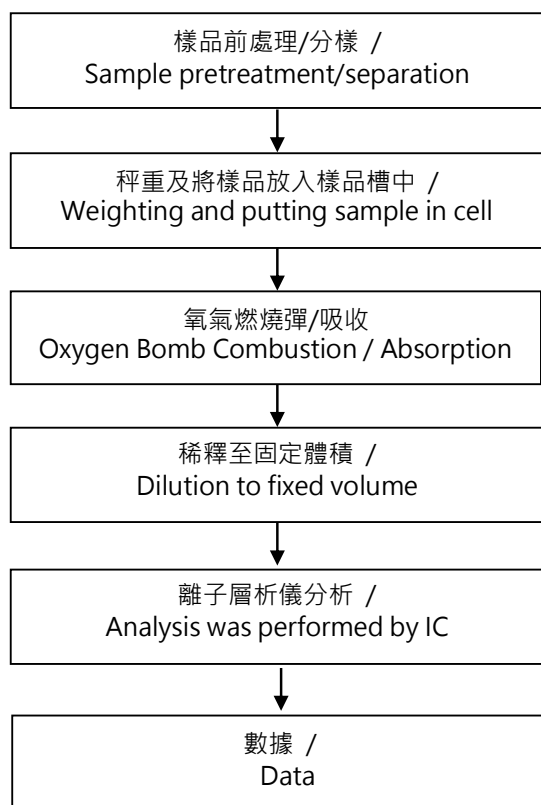 樣品前處理/分樣 /
Sample pretreatment/separation
秤重及將樣品放入樣品槽中 /
Weighting and putting sample in cell
氧氣燃燒彈/吸收
Oxygen Bomb Combustion / Absorption
稀釋至固定體積 /
Dilution to fixed volume
離子層析儀分析 /
Analysis was performed by IC
數據 /
Data